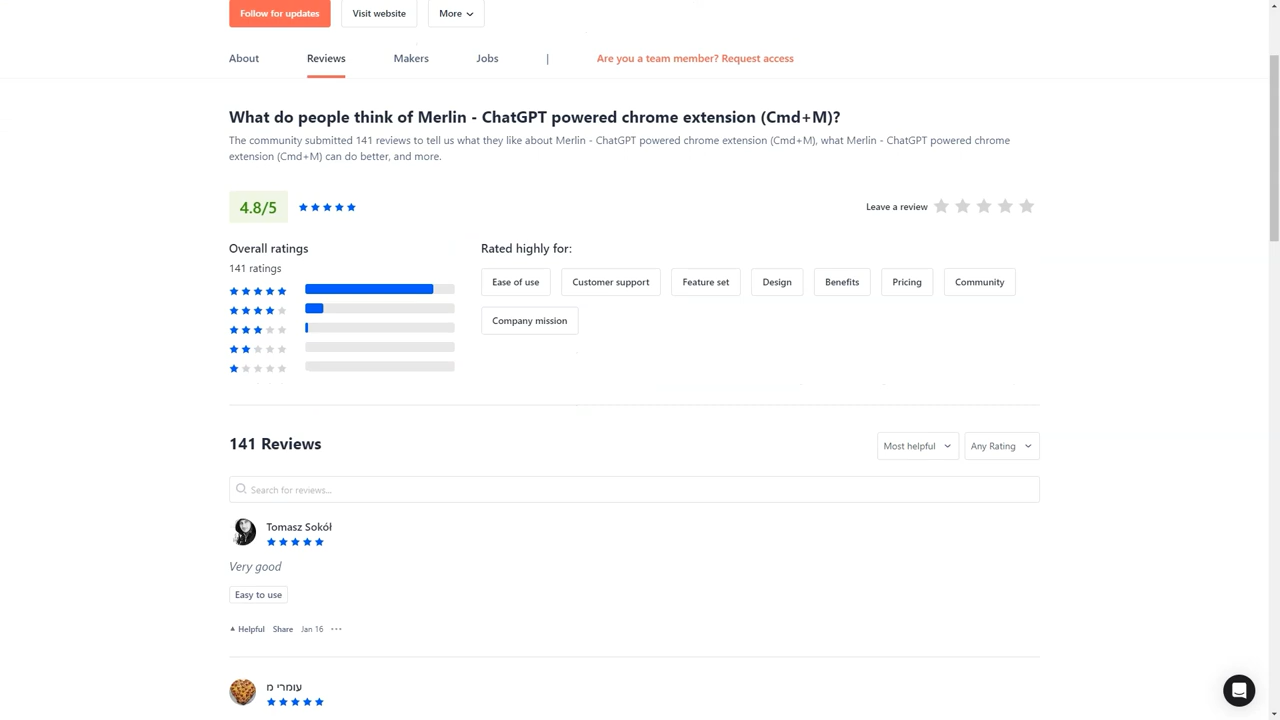 Follow for updates Visit website More
About Reviews Makers Jobs | Are you a team member? Request access
What do people think of Merlin - ChatGPT powered chrome extension (Cmd+M)?
The community submitted 141 reviews to tell us what they like about Merlin - ChatGPT powered chrome extension (Cmd+M), what Merlin - ChatGPT powered chrome
extension (Cmd+M) can do better, and more.
4.8/5 Leave a review
Overall ratings Rated highly for:
141 ratings
Ease of use Customer support Feature set Design Benefits Pricing Community
Company mission
141 Reviews Most helpful Any Rating
Search for reviews...
Tomasz Sokół
Very good
Easy to use
Helpful Share Jan 16 ···
עומרי מ